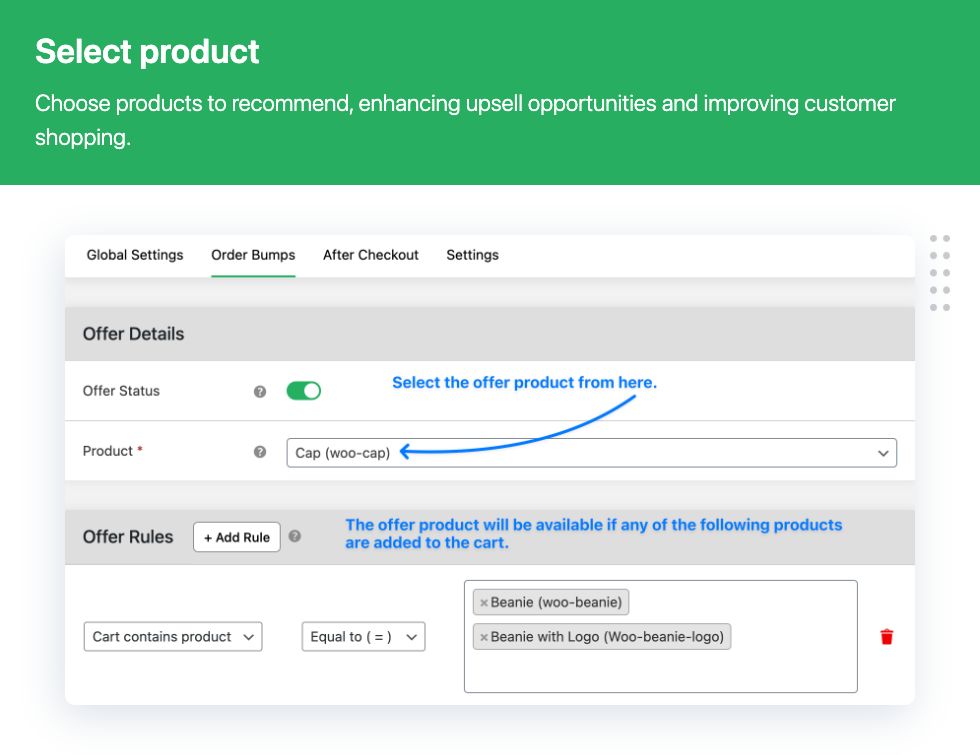 Select product
Choose products to recommend, enhancing upsell opportunities and improving customer
shopping.
Global Settings Order Bumps After Checkout Settings
Offer Details
Offer Status ? Select the offer product from here.
Product * ? Cap (woo-cap)
Offer Rules + Add Rule ? The offer product will be available if any of the following products
are added to the cart.
× Beanie (woo-beanie)
Cart contains product Equal to ( = ) × Beanie with Logo (Woo-beanie-logo)